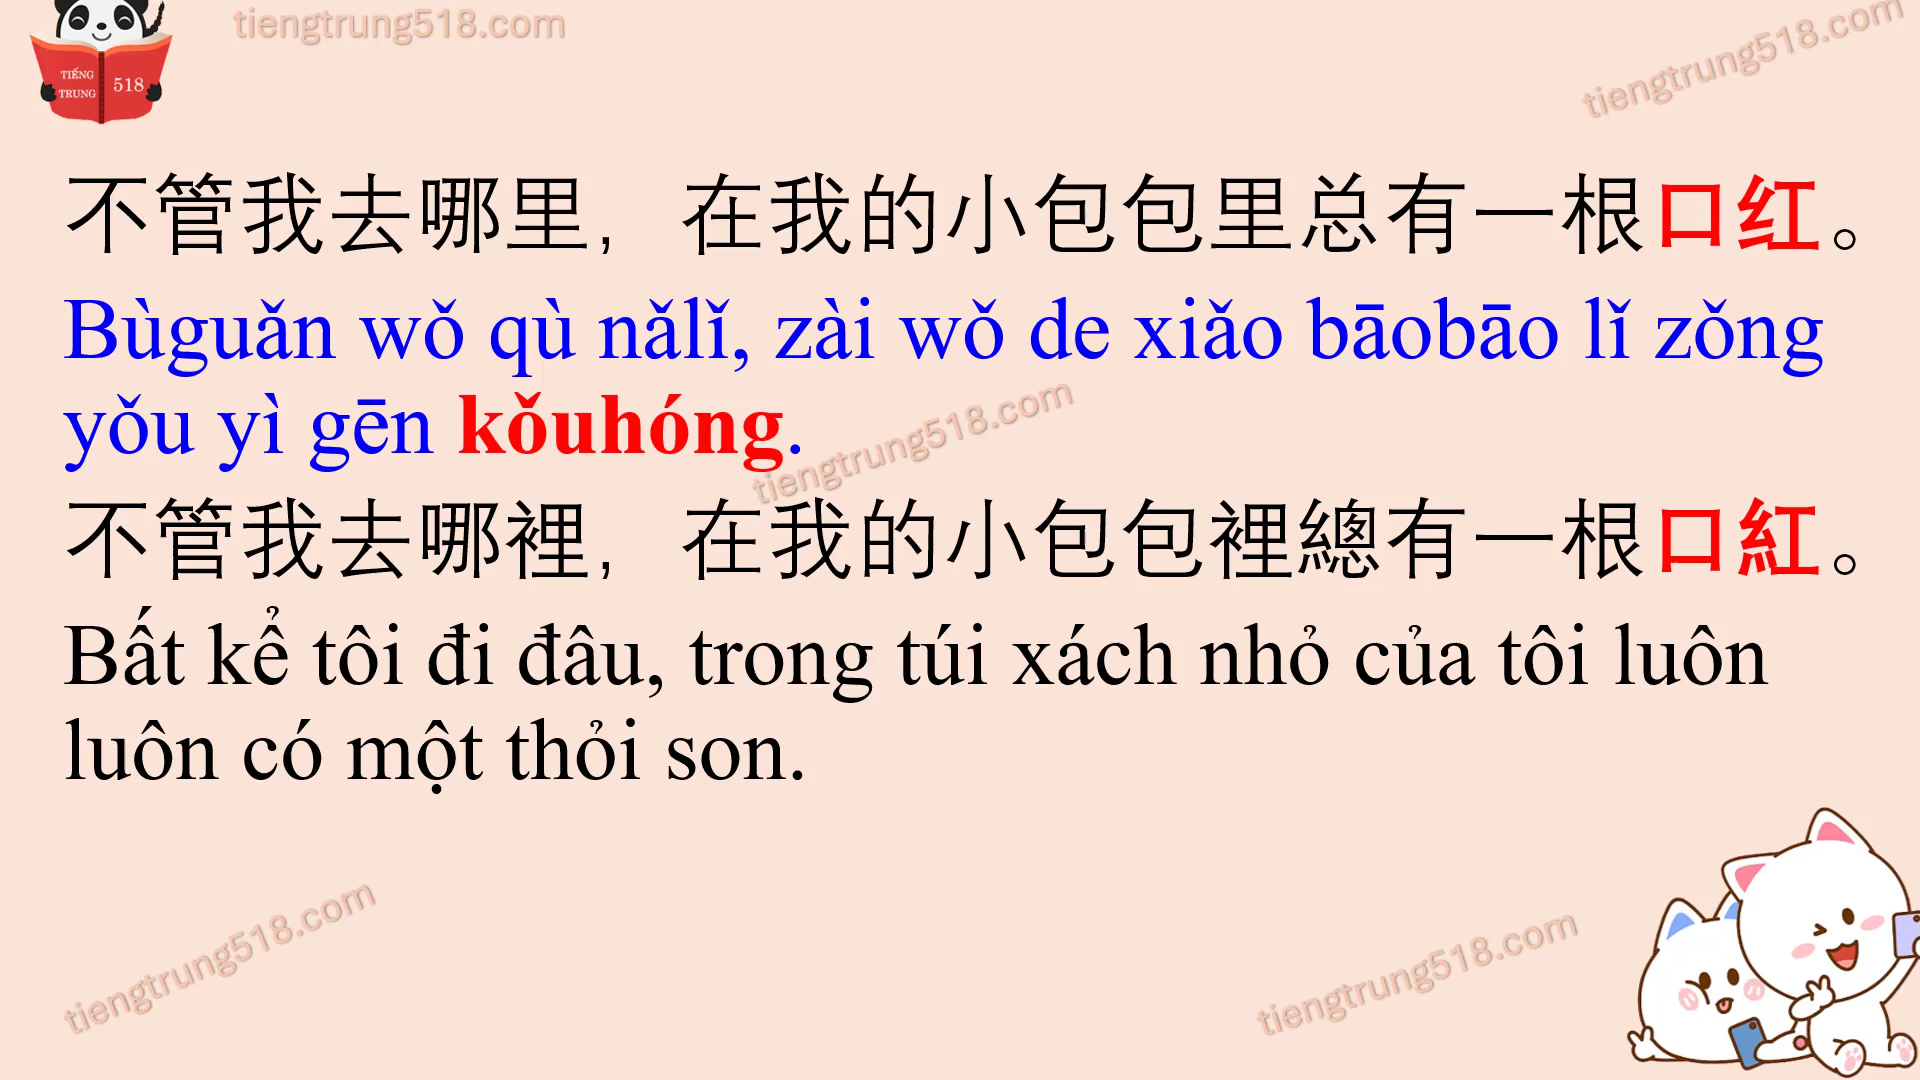 tiengtrung518.com
tiengtrung518.com
TIẾNG
TRUNG
518
不管我去哪里，在我的小包包里总有一根口红。
Bùguǎn wǒ qù nǎlǐ, zài wǒ de xiǎo bāobāo lǐ zǒng
yǒu yì gēn kǒuhóng.
tiengtrung518.com
不管我去哪裡，在我的小包包裡總有一根口紅。
Bất kể tôi đi đâu, trong túi xách nhỏ của tôi luôn
luôn có một thỏi son.
tiengtrung518.com
tiengtrung518.com